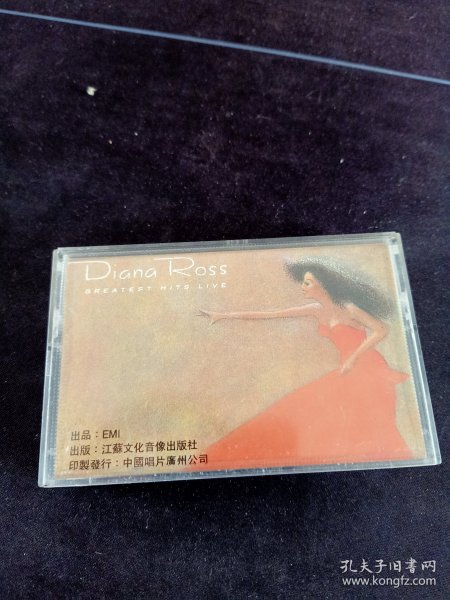 Diana Ross
GREATEST HITS LIVE
出品：EMI
出版：江蘇文化音像出版社
印製發行：中國唱片廣州公司
孔夫子旧书网
www.kongfz.com